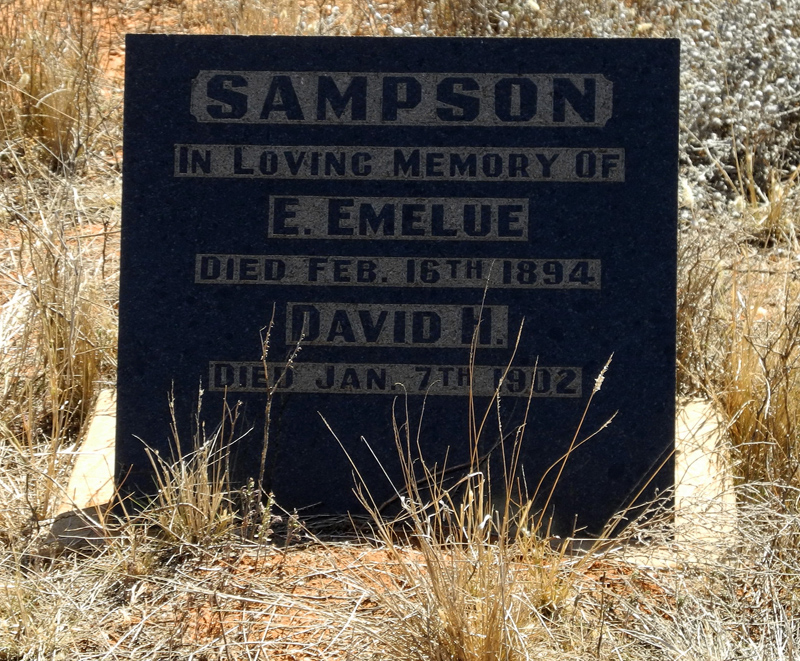 SAMPSON
IN LOVING MEMORY OF
E. EMELUE
DIED FEB. 16TH 1894
DAVID H.
DIED JAN. 7TH 1902